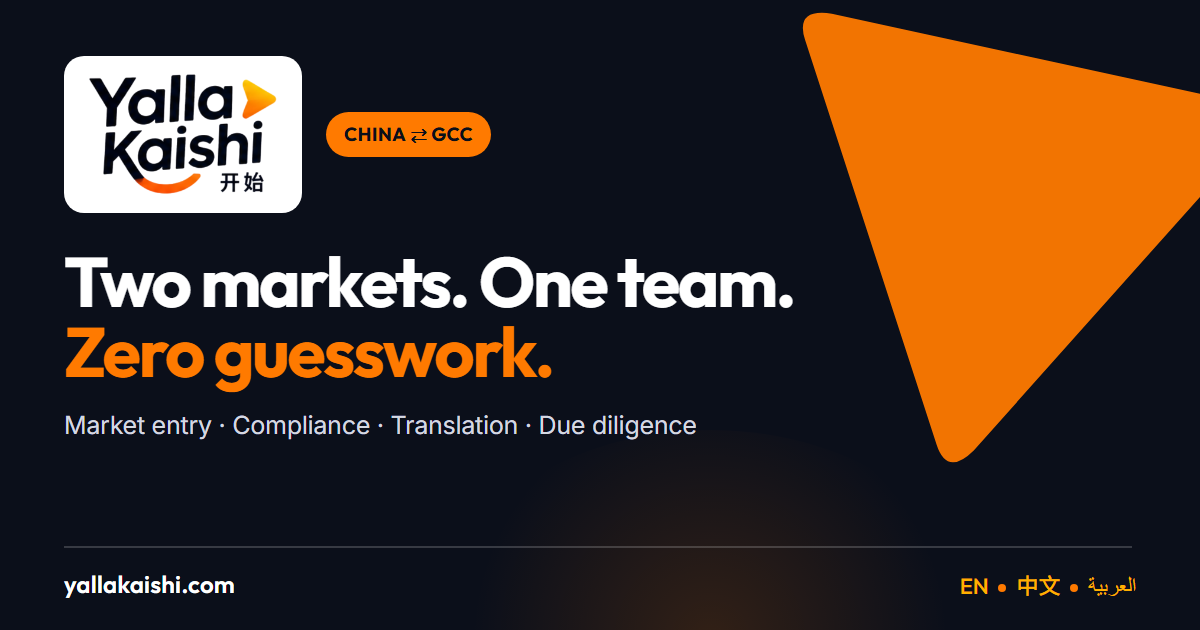 Yalla
Kaishi
开始
CHINA ⇄ GCC
Two markets. One team.
Zero guesswork.
Market entry · Compliance · Translation · Due diligence
yallakaishi.com
EN • 中文 • العربية